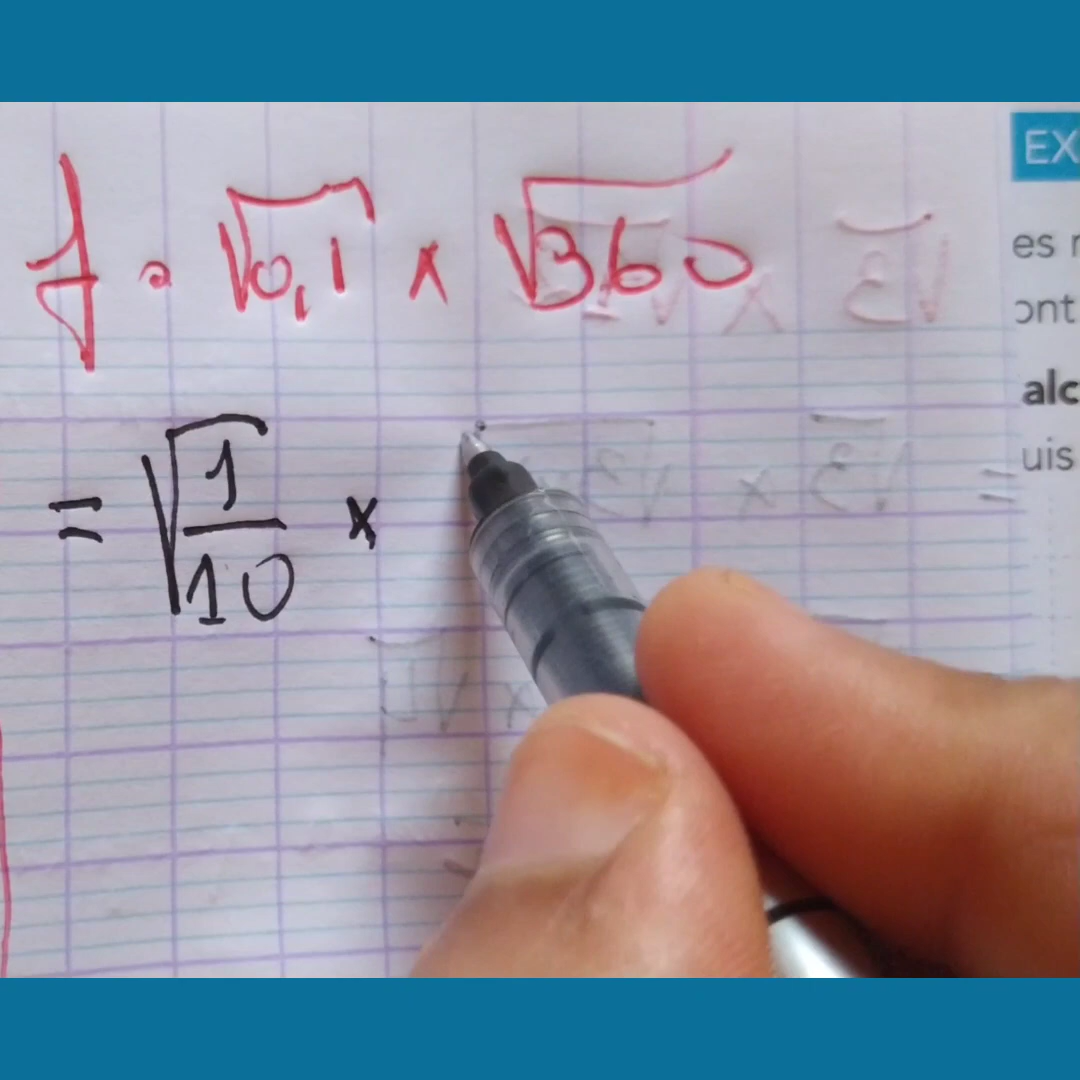 f = √0,1 × √360
= √1/10 ×
EX
es
ont
alc
uis